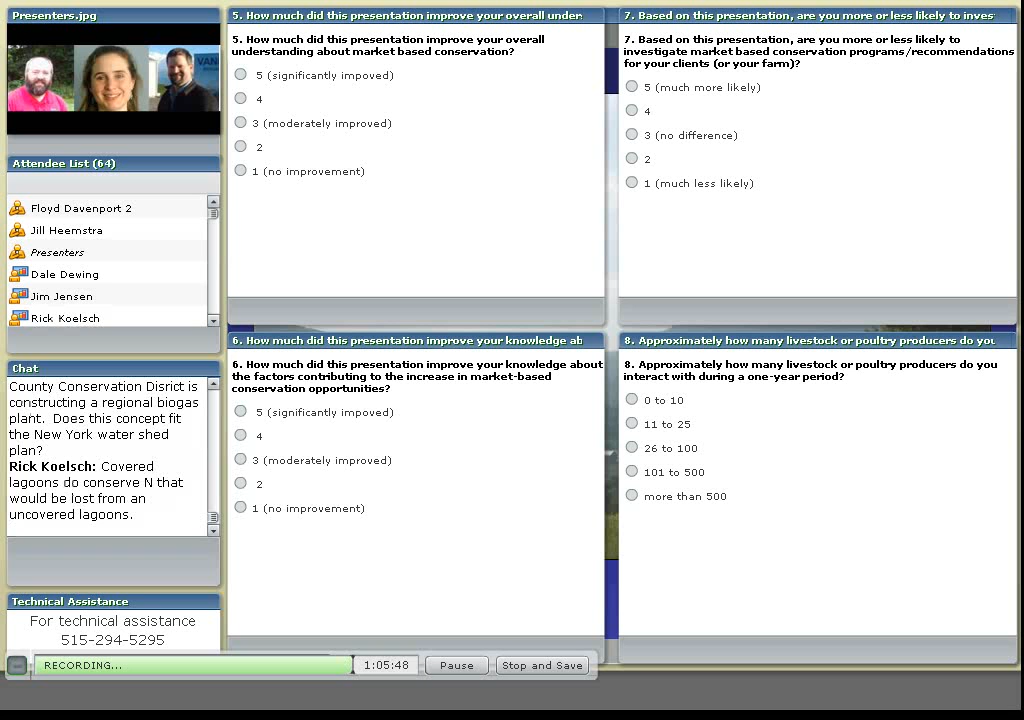 Presenters.jpg
VAN
Attendee List (64)
Floyd Davenport 2
Jill Heemstra
Presenters
Dale Dewing
Jim Jensen
Rick Koelsch
Chat
County Conservation Disrict is
constructing a regional biogas
plant. Does this concept fit
the New York water shed
plan?
Rick Koelsch: Covered
lagoons do conserve N that
would be lost from an
uncovered lagoons.
Technical Assistance
For technical assistance
515-294-5295
5. How much did this presentation improve your overall under
5. How much did this presentation improve your overall
understanding about market based conservation?
5 (significantly impoved)
4
3 (moderately improved)
2
1 (no improvement)
7. Based on this presentation, are you more or less likely to inves
7. Based on this presentation, are you more or less likely to
investigate market based conservation programs/recommendations
for your clients (or your farm)?
5 (much more likely)
4
3 (no difference)
2
1 (much less likely)
6. How much did this presentation improve your knowledge ab
6. How much did this presentation improve your knowledge about
the factors contributing to the increase in market-based
conservation opportunities?
5 (significantly impoved)
4
3 (moderately improved)
2
1 (no improvement)
8. Approximately how many livestock or poultry producers do you
8. Approximately how many livestock or poultry producers do you
interact with during a one-year period?
0 to 10
11 to 25
26 to 100
101 to 500
more than 500
RECORDING...
1:05:48
Pause
Stop and Save